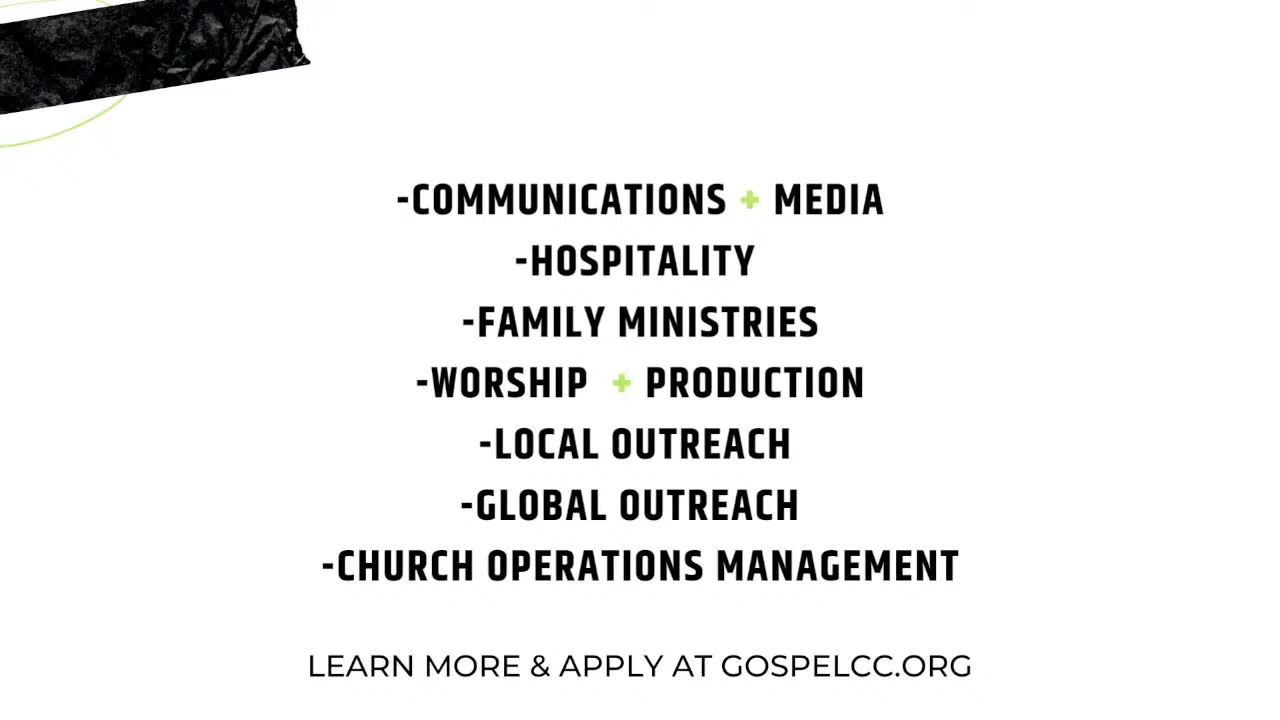 -COMMUNICATIONS + MEDIA
-HOSPITALITY
-FAMILY MINISTRIES
-WORSHIP + PRODUCTION
-LOCAL OUTREACH
-GLOBAL OUTREACH
-CHURCH OPERATIONS MANAGEMENT
LEARN MORE & APPLY AT GOSPELCC.ORG